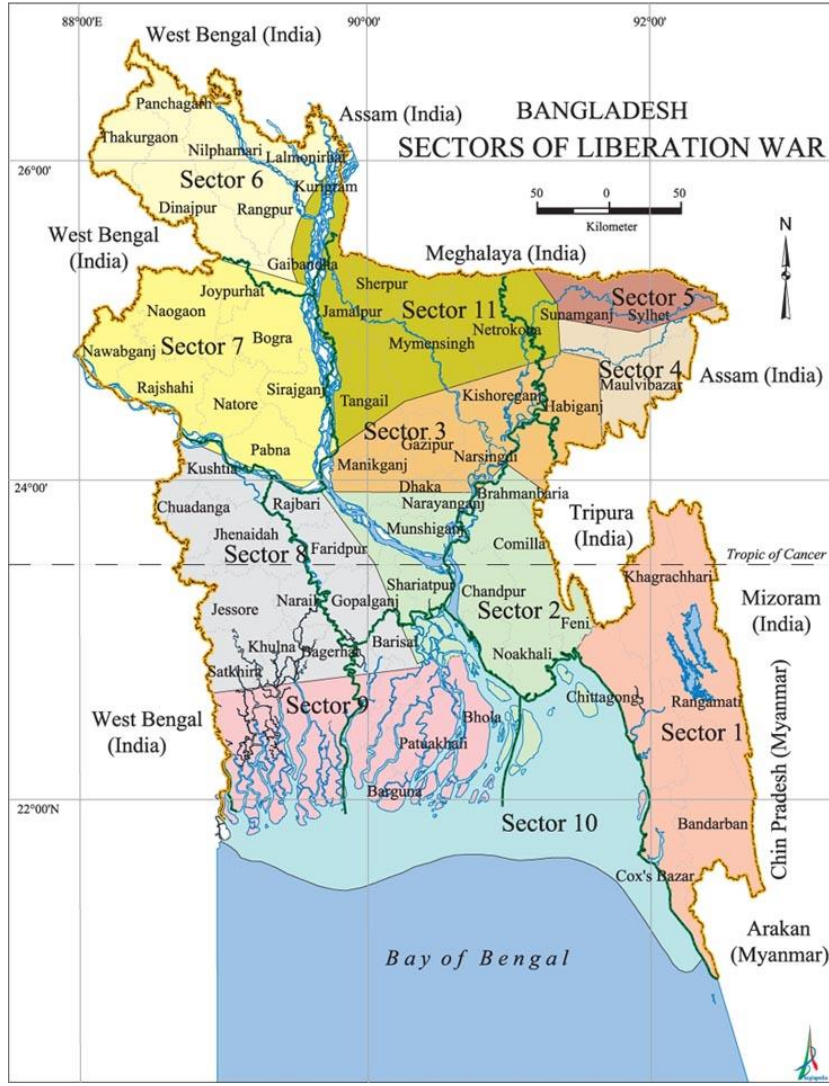 88°00'E
90°00'
92°00'
West Bengal (India)
BANGLADESH
SECTORS OF LIBERATION WAR
50 0 50
Kilometer
N
Assam (India)
Panchagarh
Thakurgaon
Nilphamari
Lalmonirhat
26°00'
Sector 6
Kurigram
Dinajpur
Rangpur
West Bengal
(India)
Meghalaya (India)
Gaibandha
Joypurhat
Sherpur
Sector 5
Naogaon
Jamalpur
Sector 11
Sunamganj
Sylhet
Netrokona
Bogra
Mymensingh
Sector 7
Nawabganj
Sector 4
Maulvibazar
Assam (India)
Rajshahi
Sirajganj
Kishoreganj
Natore
Tangail
Habiganj
Sector 3
Gazipur
Pabna
Narsingdi
Kushtia
Manikganj
24°00'
Dhaka
Brahmanbaria
Chuadanga
Rajbari
Narayanganj
Tripura
(India)
Jhenaidah
Munshiganj
Faridpur
Comilla
Sector 8
Tropic of Cancer
Khagrachhari
Shariatpur
Chandpur
Mizoram
(India)
Jessore
Narail
Gopalganj
Sector 2
Feni
Khulna
Bagerhat
Barisal
Noakhali
Satkhira
Chittagong
Rangamati
West Bengal
(India)
Sector 9
Bhola
Sector 1
Patuakhali
Chin Pradesh (Myanmar)
Barguna
22°00'N
Sector 10
Bandarban
Cox's Bazar
Arakan
(Myanmar)
Bay of Bengal